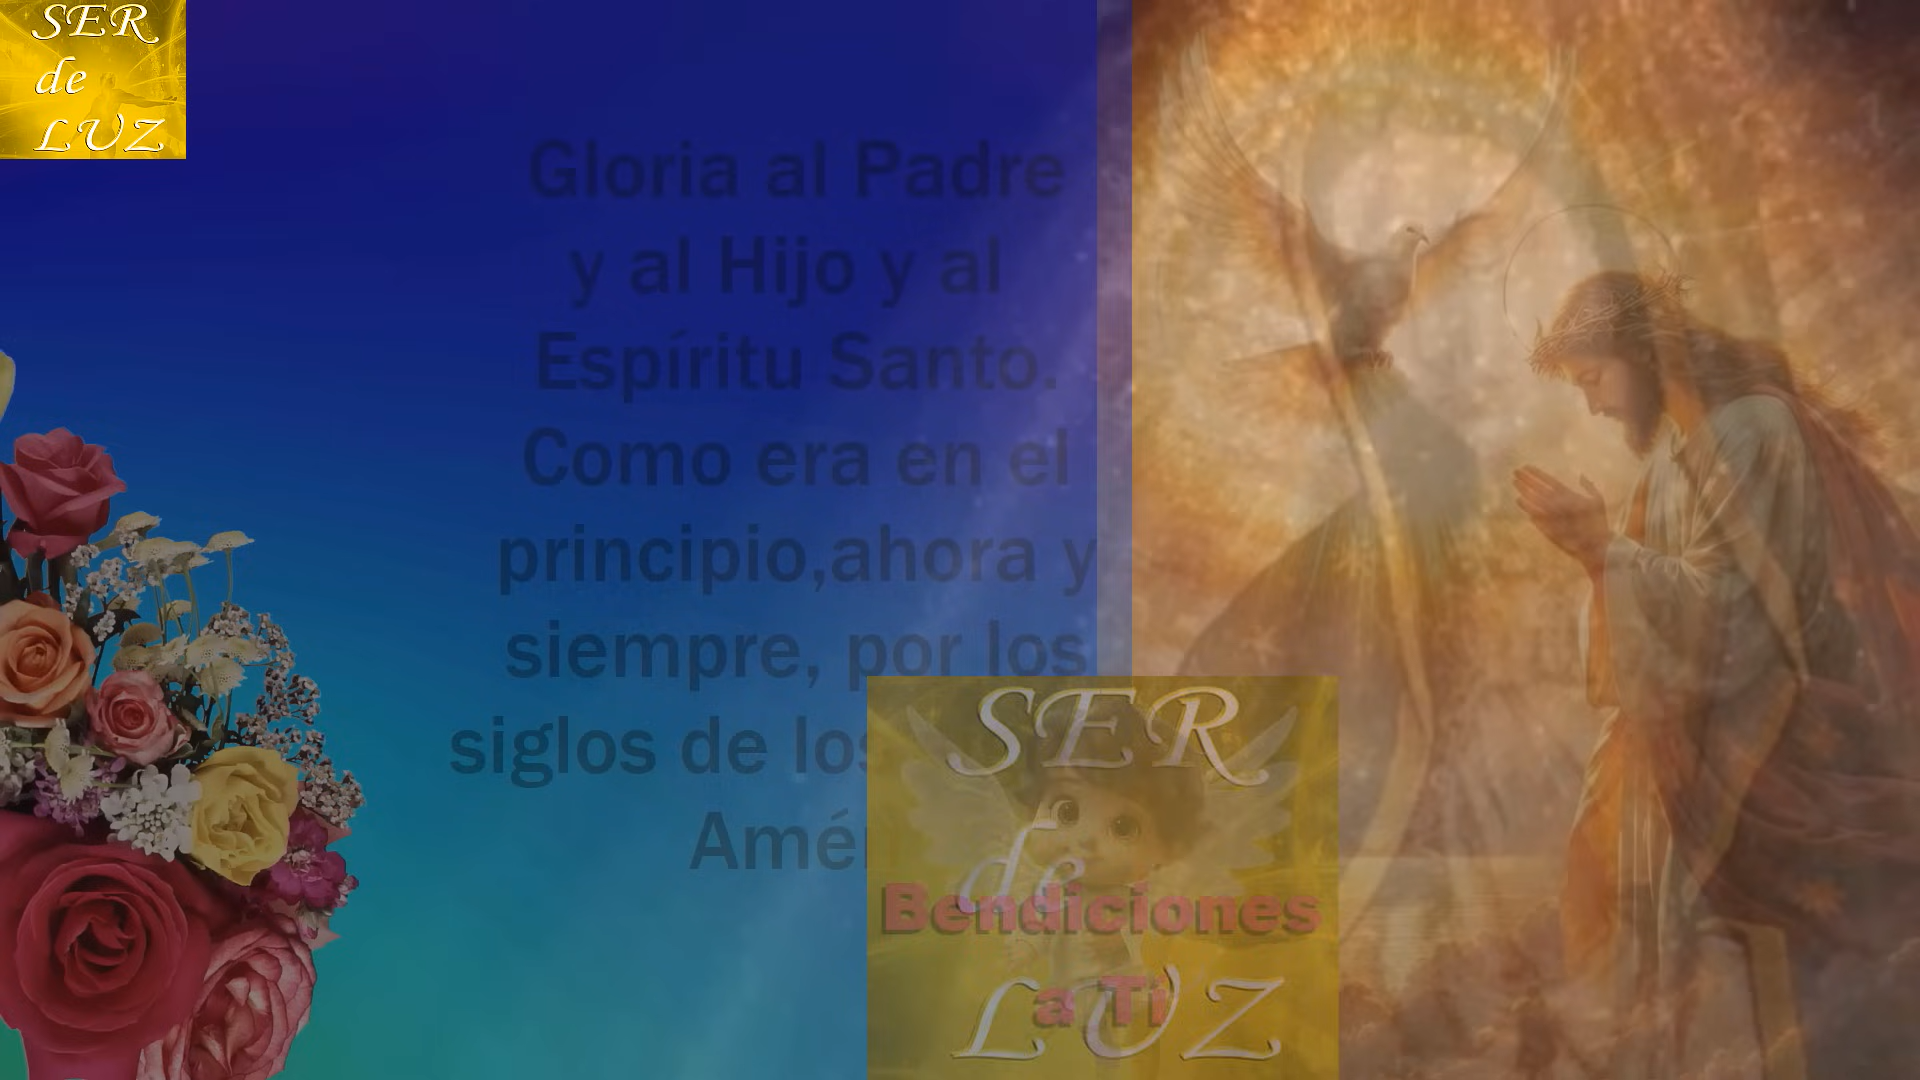 SER
de
LUZ
Gloria al Padre
y al Hijo y al
Espíritu Santo.
Como era en el
principio,ahora y
siempre, por los
siglos de los
SER
de
Bendiciones
a Ti
LUZ